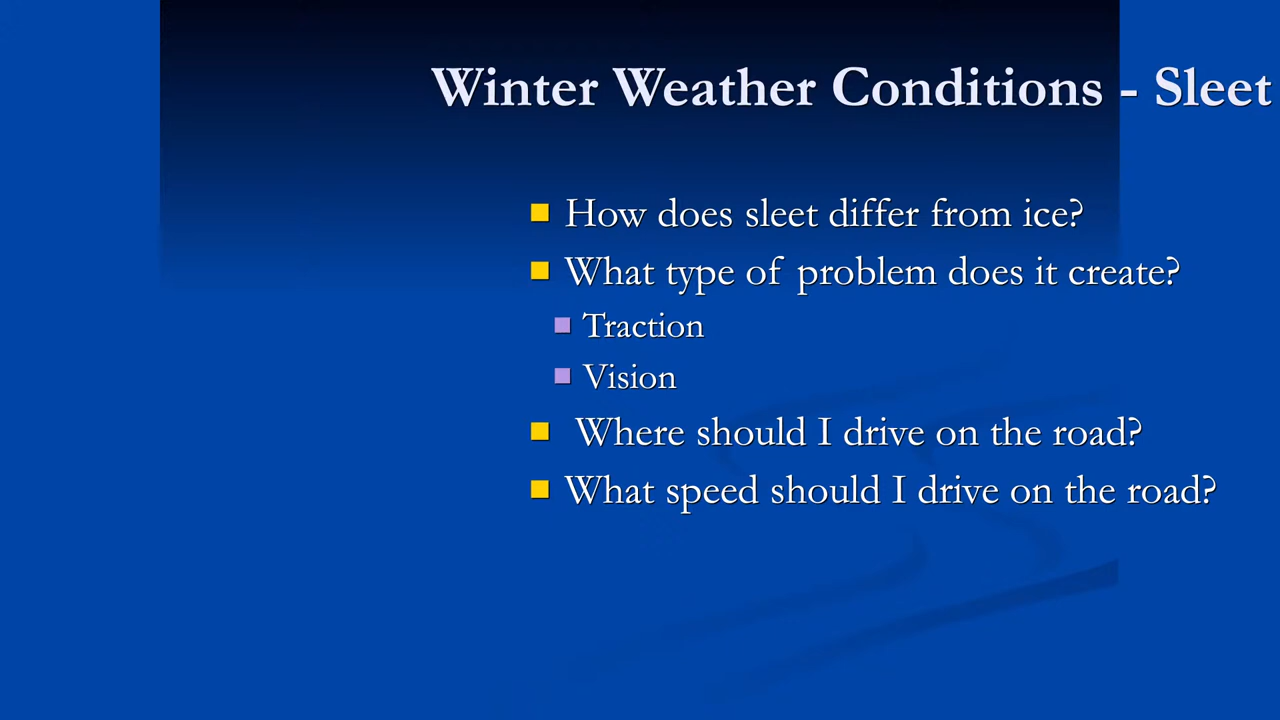 Winter Weather Conditions - Sleet
How does sleet differ from ice?
What type of problem does it create?
Traction
Vision
Where should I drive on the road?
What speed should I drive on the road?